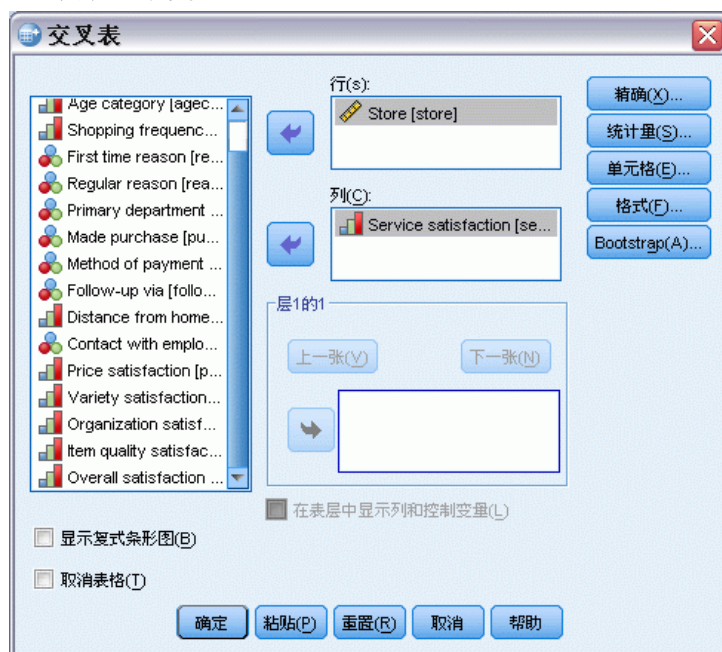 交叉表
Age category [agec...
Shopping frequenc...
First time reason [re...
Regular reason [rea...
Primary department ...
Made purchase [pu...
Method of payment ...
Follow-up via [follo...
Distance from home...
Contact with emplo...
Price satisfaction [p...
Variety satisfaction...
Organization satisf...
Item quality satisfac...
Overall satisfaction ...
行(s):
Store [store]
列(C):
Service satisfaction [se...
层1的1
上一张(V)
下一张(N)
在表层中显示列和控制变量(L)
精确(X)...
统计量(S)...
单元格(E)...
格式(F)...
Bootstrap(A)...
显示复式条形图(B)
取消表格(T)
确定 粘贴(P) 重置(R) 取消 帮助